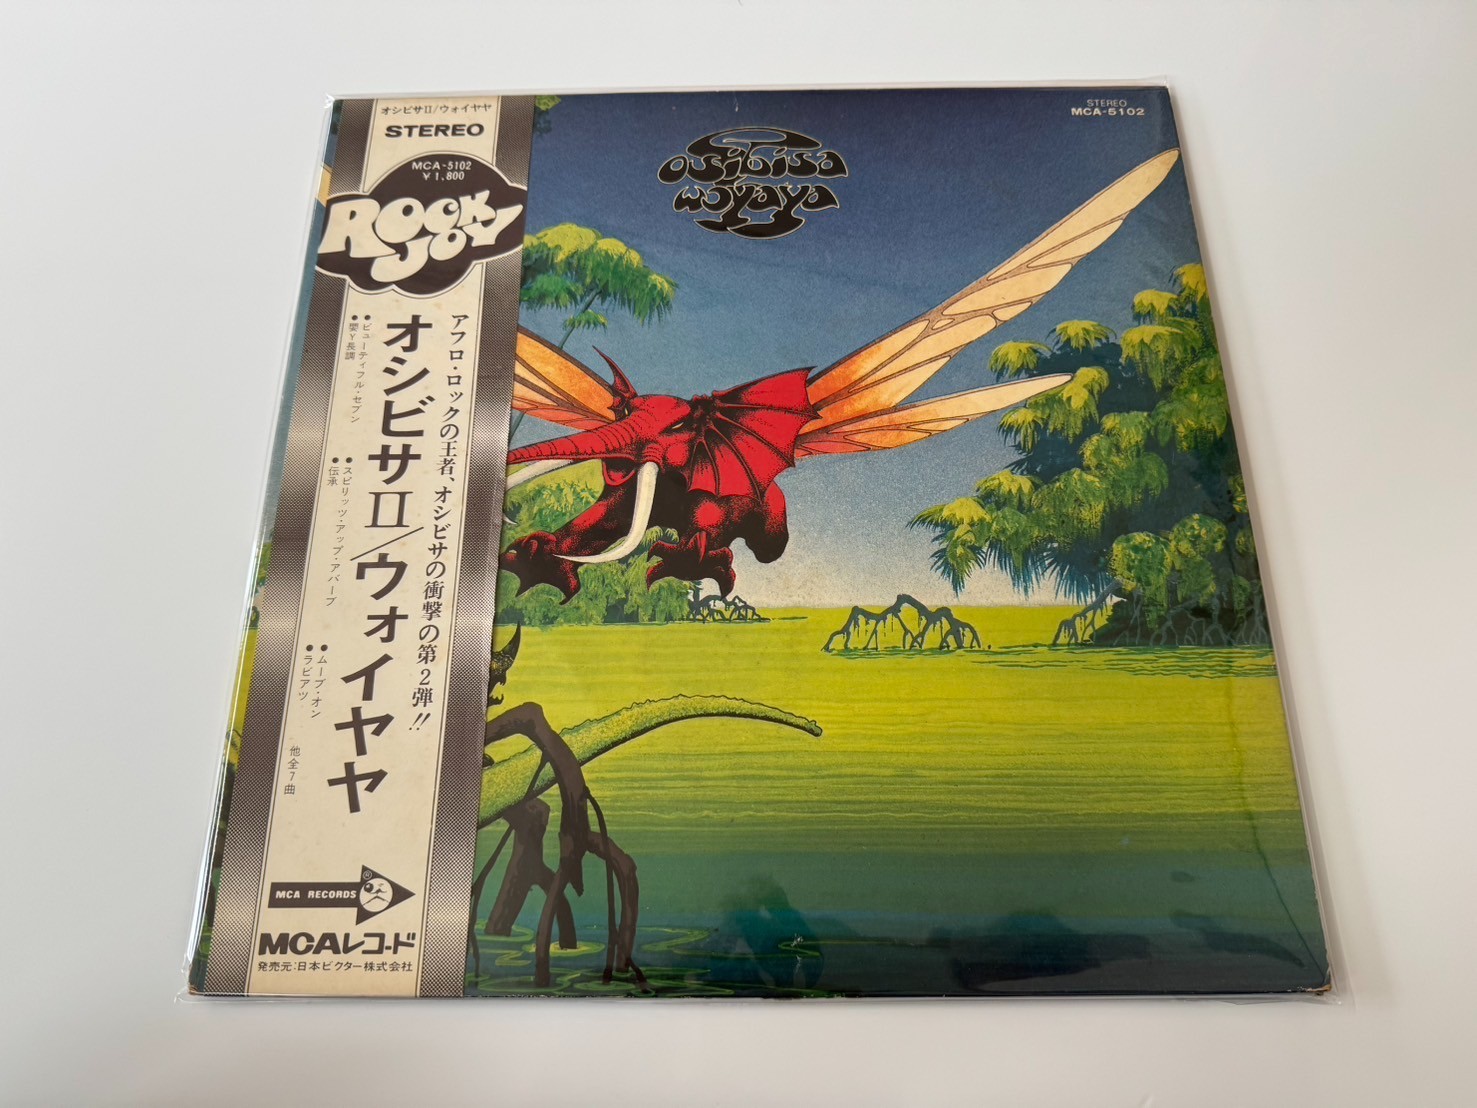 オシビサII/ウォイヤヤ
STEREO
MCA-5102
¥1,800
ROCK
JOY
アフロ・ロックの王者、オシビサの衝撃の第2弾!!
オシビサII/ウォイヤヤ
●ビューティフル・セブン
●嬰Y長調
●スピリッツ・アップ・アバーブ
●伝承
●ムーブ・オン
●ラビアツ
他全7曲
MCA RECORDS
®
MCAレコード
発売元:日本ビクター株式会社
osibisa
woyaya
STEREO
MCA-5102